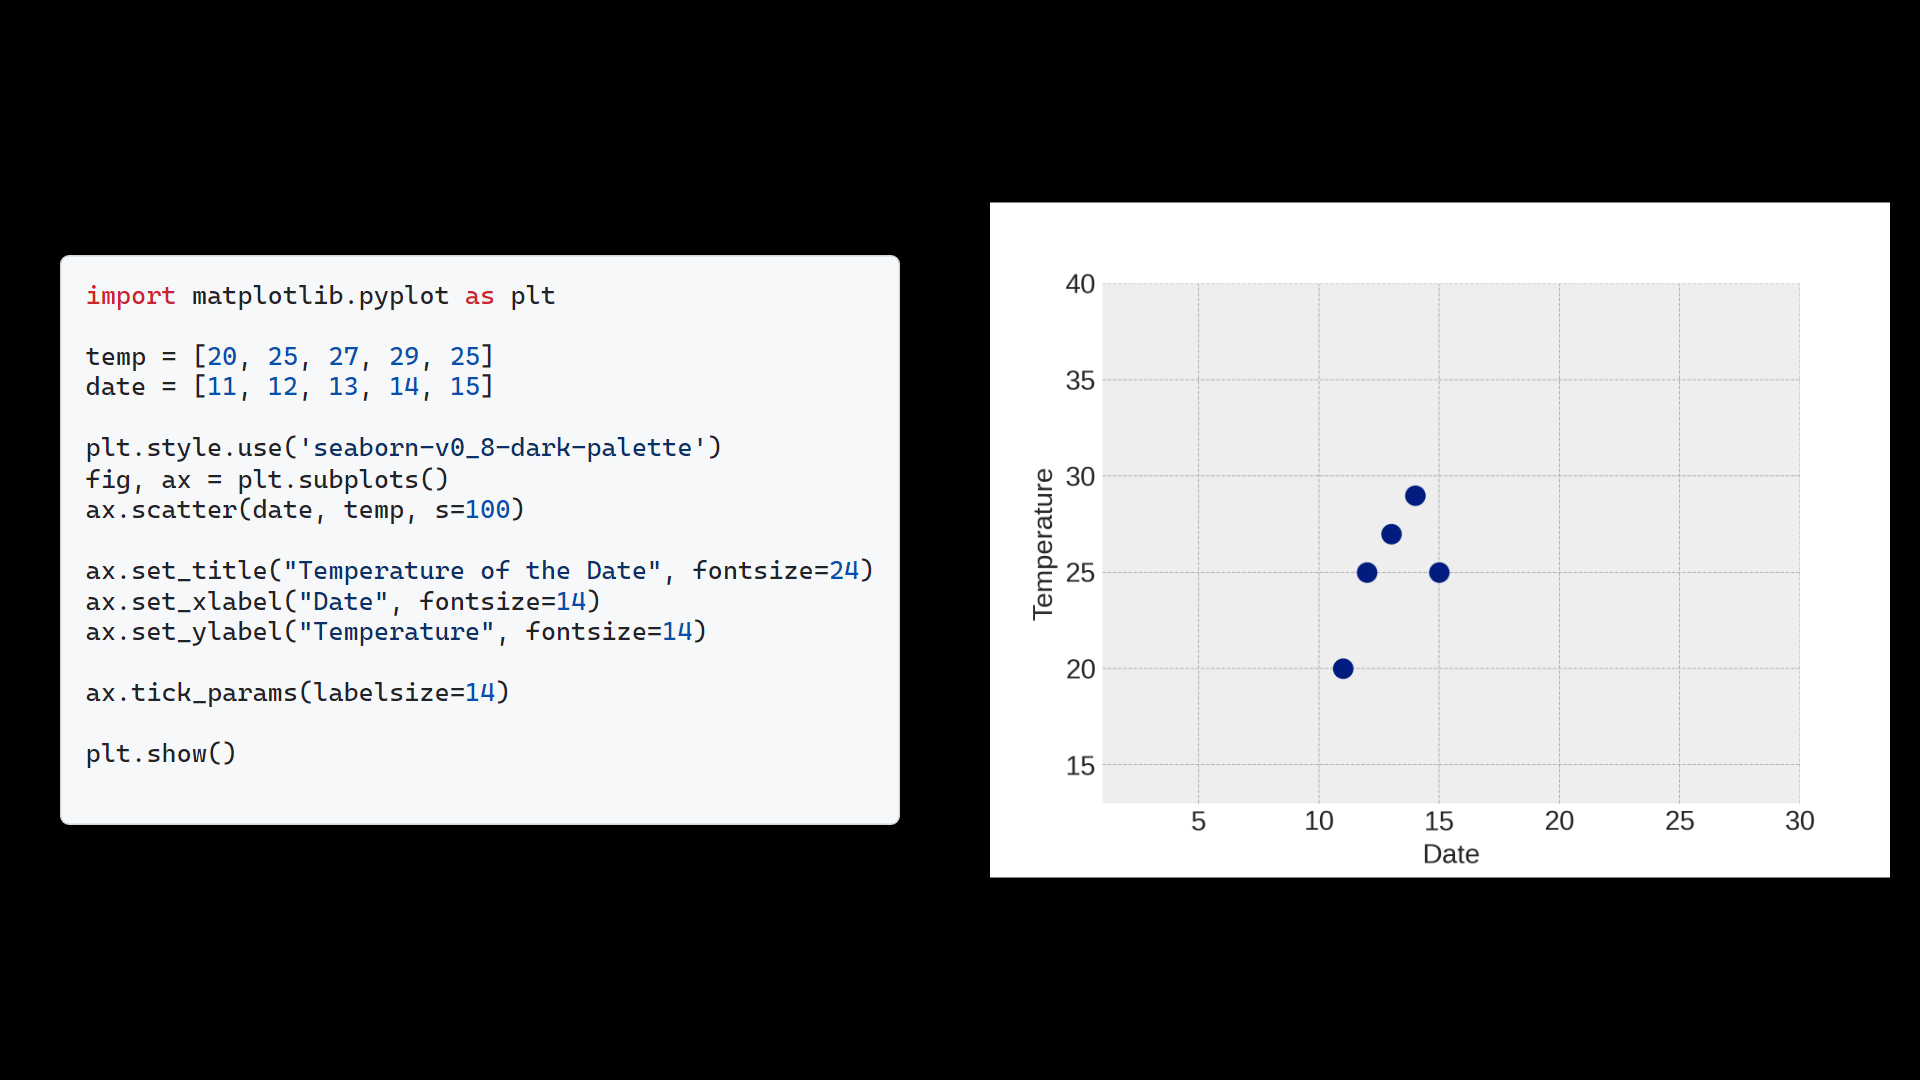 import matplotlib.pyplot as plt
temp = [20, 25, 27, 29, 25]
date = [11, 12, 13, 14, 15]
plt.style.use('seaborn-v0_8-dark-palette')
fig, ax = plt.subplots()
ax.scatter(date, temp, s=100)
ax.set_title("Temperature of the Date", fontsize=24)
ax.set_xlabel("Date", fontsize=14)
ax.set_ylabel("Temperature", fontsize=14)
ax.tick_params(labelsize=14)
plt.show()
40
35
30
25
20
15
Temperature
5 10 15 20 25 30
Date